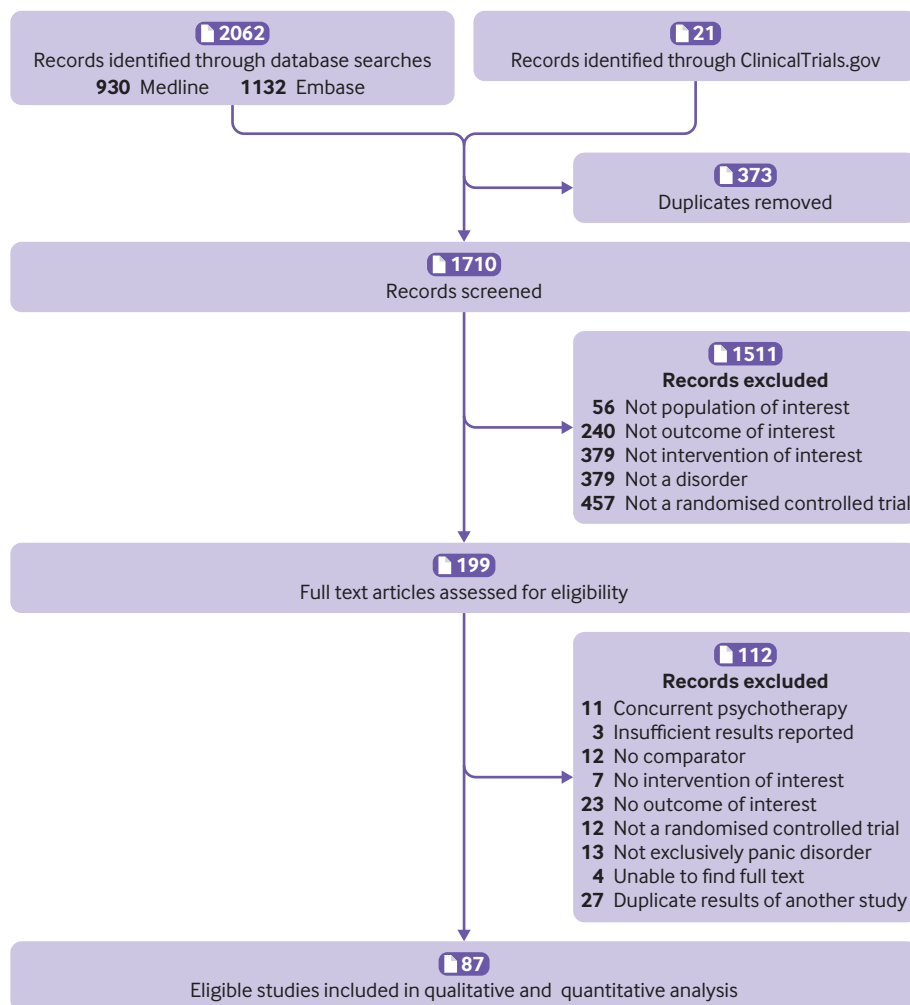 2062
Records identified through database searches
930 Medline 1132 Embase
21
Records identified through ClinicalTrials.gov
373
Duplicates removed
1710
Records screened
1511
Records excluded
56 Not population of interest
240 Not outcome of interest
379 Not intervention of interest
379 Not a disorder
457 Not a randomised controlled trial
199
Full text articles assessed for eligibility
112
Records excluded
11 Concurrent psychotherapy
3 Insufficient results reported
12 No comparator
7 No intervention of interest
23 No outcome of interest
12 Not a randomised controlled trial
13 Not exclusively panic disorder
4 Unable to find full text
27 Duplicate results of another study
87
Eligible studies included in qualitative and quantitative analysis